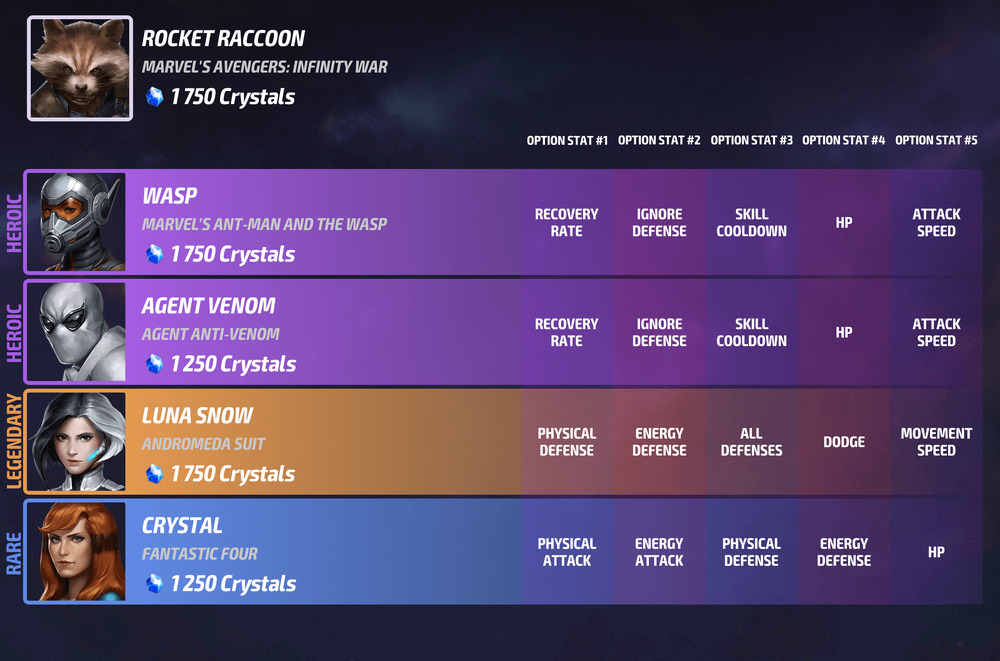 ROCKET RACCOON
MARVEL'S AVENGERS: INFINITY WAR
1 750 Crystals
OPTION STAT #1 OPTION STAT #2 OPTION STAT #3 OPTION STAT #4 OPTION STAT #5
HEROIC
WASP
MARVEL'S ANT-MAN AND THE WASP
1 750 Crystals
RECOVERY
RATE
IGNORE
DEFENSE
SKILL
COOLDOWN
HP
ATTACK
SPEED
HEROIC
AGENT VENOM
AGENT ANTI-VENOM
1 250 Crystals
RECOVERY
RATE
IGNORE
DEFENSE
SKILL
COOLDOWN
HP
ATTACK
SPEED
LEGENDARY
LUNA SNOW
ANDROMEDA SUIT
1 750 Crystals
PHYSICAL
DEFENSE
ENERGY
DEFENSE
ALL
DEFENSES
DODGE
MOVEMENT
SPEED
RARE
CRYSTAL
FANTASTIC FOUR
1 250 Crystals
PHYSICAL
ATTACK
ENERGY
ATTACK
PHYSICAL
DEFENSE
ENERGY
DEFENSE
HP